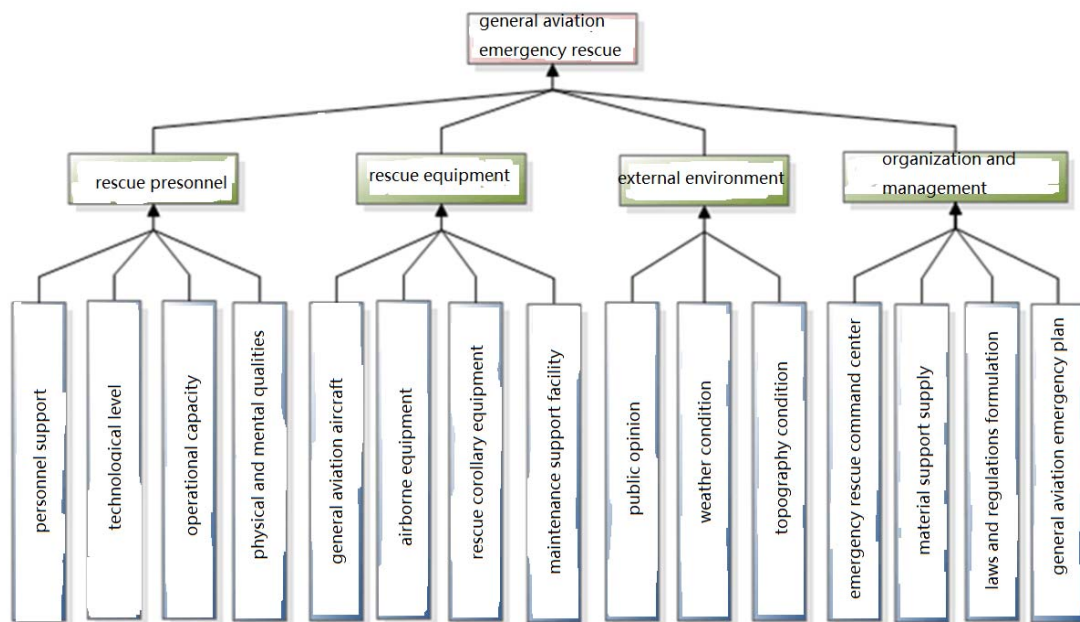 general aviation
emergency rescue
rescue presonnel
rescue equipment
external environment
organization and
management
personnel support
technological level
operational capacity
physical and mental qualities
general aviation aircraft
airborne equipment
rescue corollary equipment
maintenance support facility
public opinion
weather condition
topography condition
emergency rescue command center
material support supply
laws and regulations formulation
general aviation emergency plan